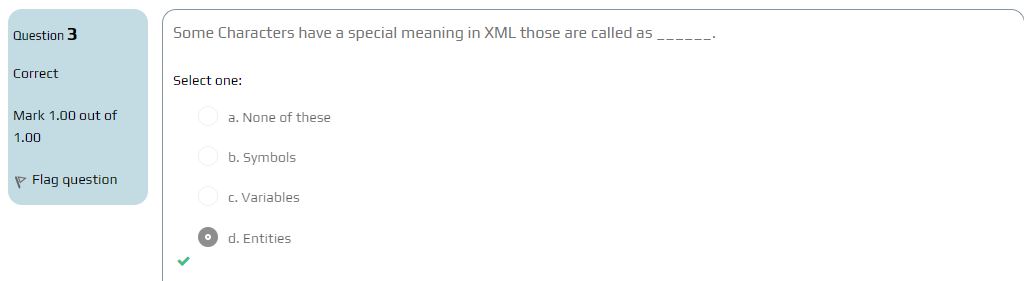 Question 3
Correct
Mark 1.00 out of
1.00
Flag question
Some Characters have a special meaning in XML those are called as ______.
Select one:
a. None of these
b. Symbols
c. Variables
d. Entities